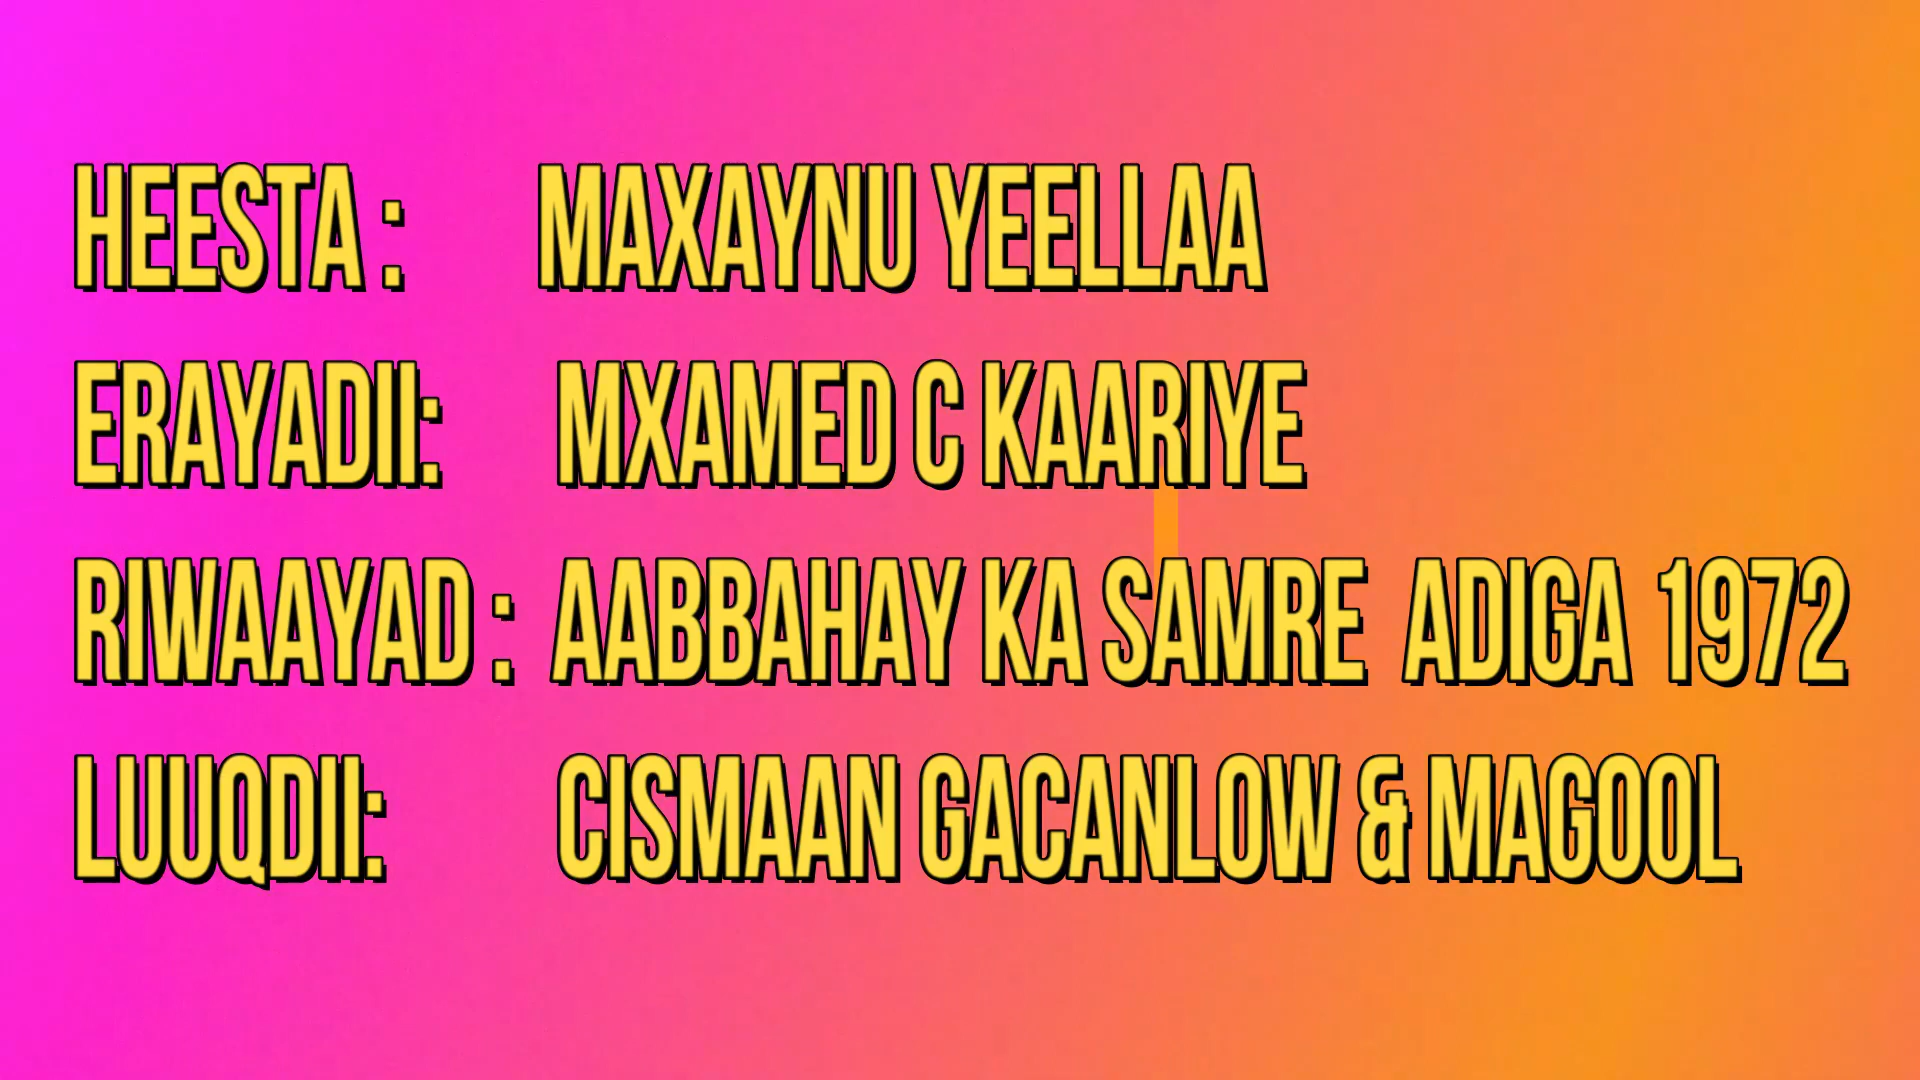 HEESTA : MAXAYNU YEELLAA
ERAYADII: MXAMED C KAARIYE
RIWAAYAD : AABBAHAY KA SAMRE ADIGA 1972
LUUQDII: CISMAAN GACANLOW & MAGOOL